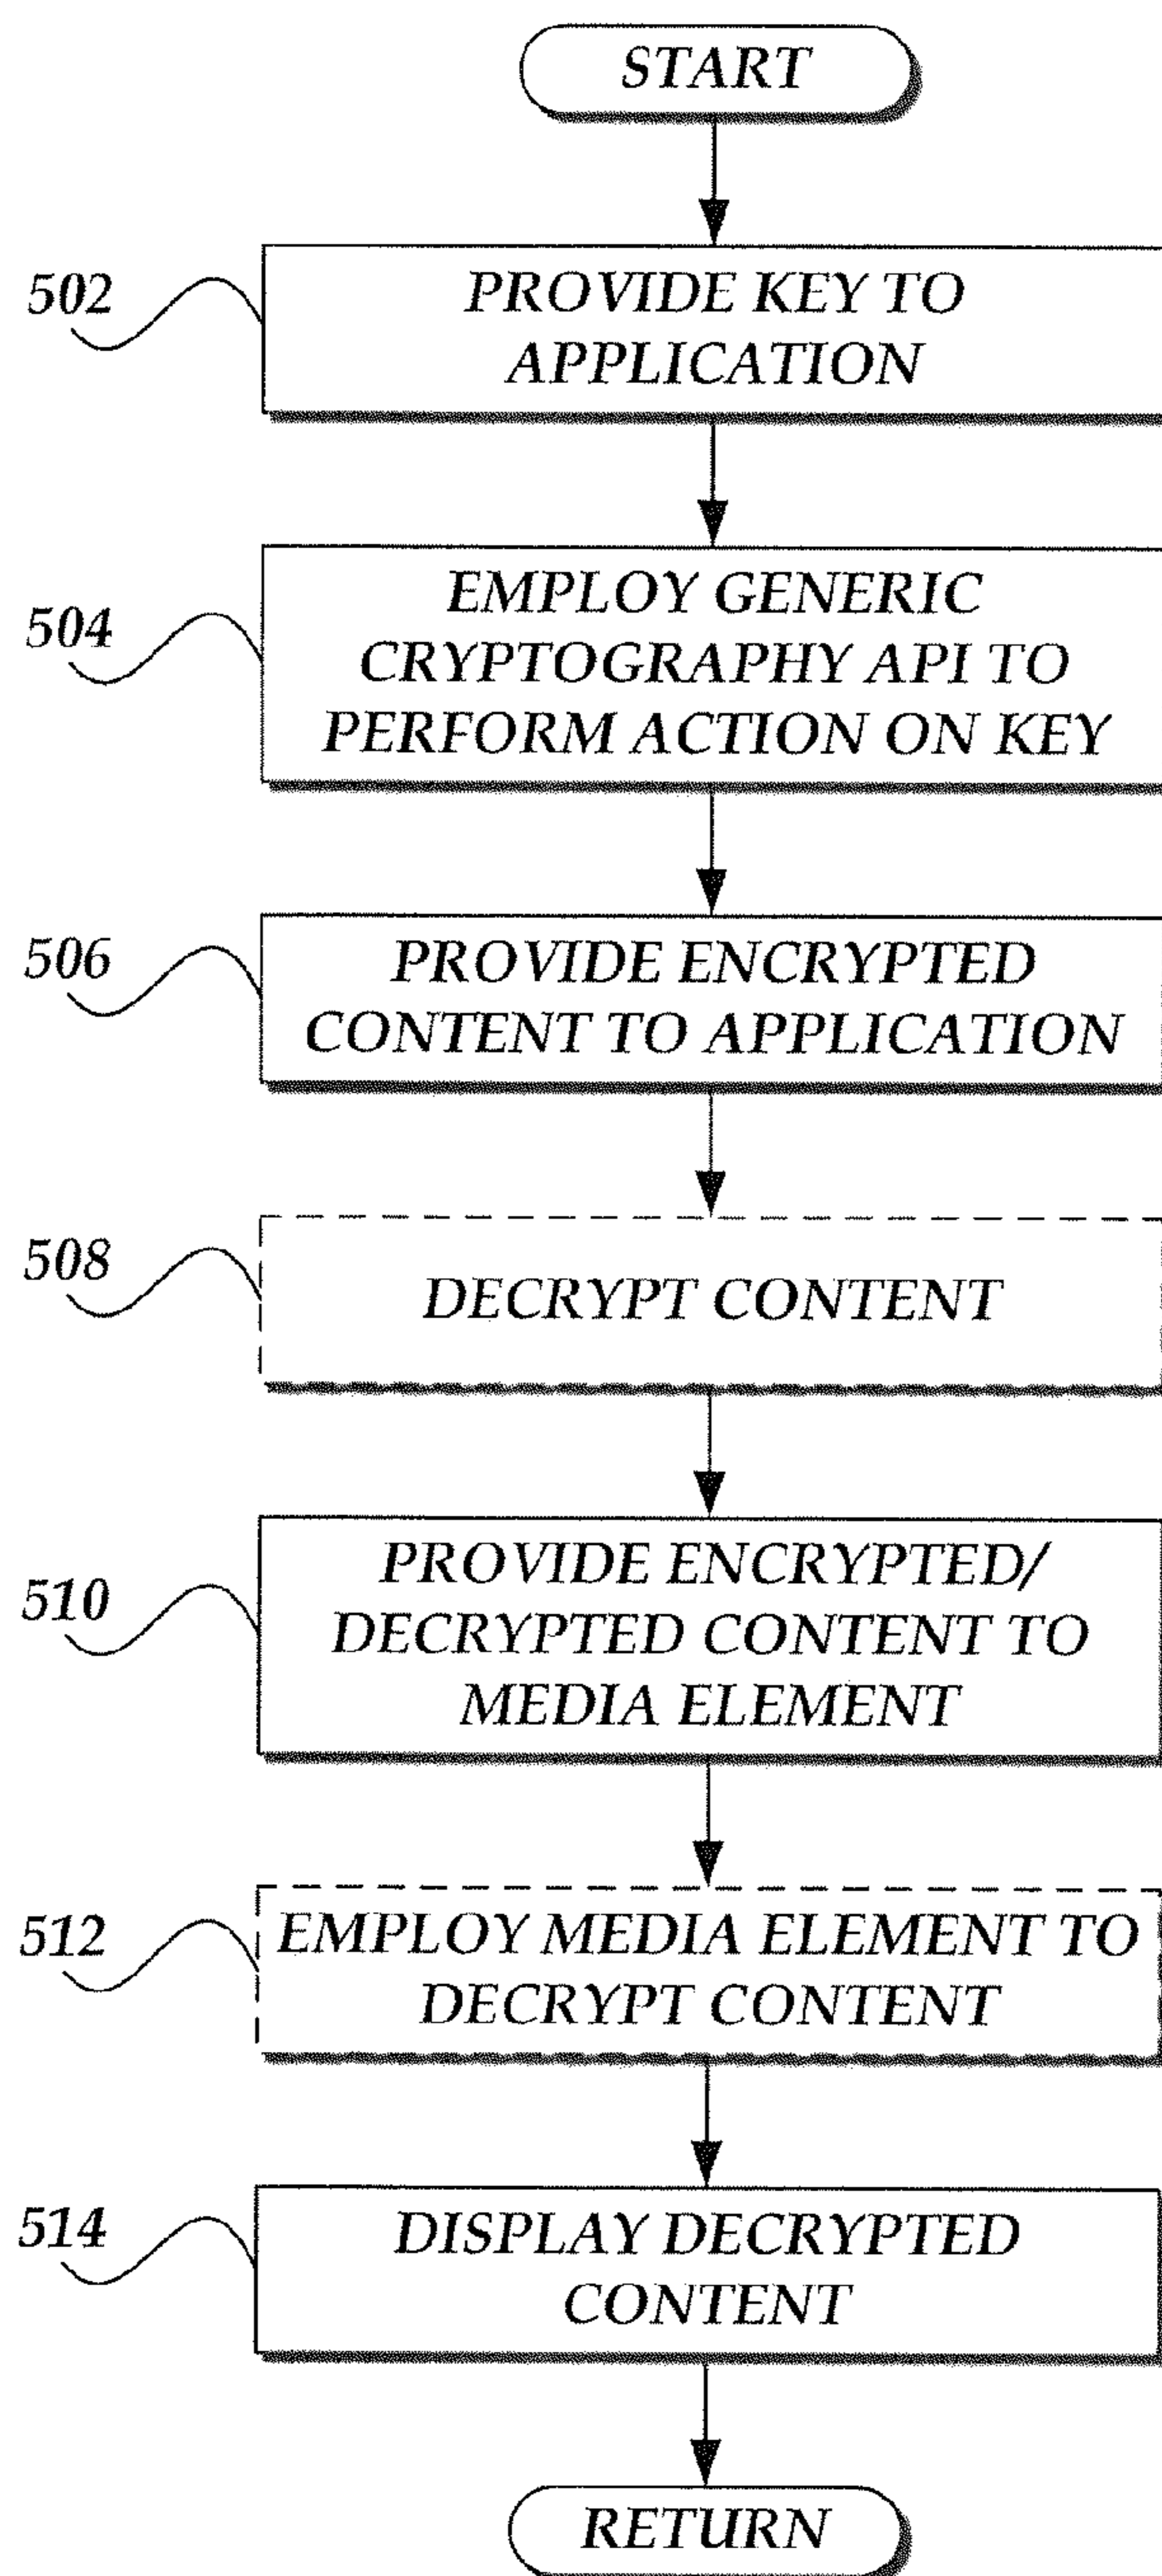 START
502
PROVIDE KEY TO
APPLICATION
504
EMPLOY GENERIC
CRYPTOGRAPHY API TO
PERFORM ACTION ON KEY
506
PROVIDE ENCRYPTED
CONTENT TO APPLICATION
508
DECRYPT CONTENT
510
PROVIDE ENCRYPTED/
DECRYPTED CONTENT TO
MEDIA ELEMENT
512
EMPLOY MEDIA ELEMENT TO
DECRYPT CONTENT
514
DISPLAY DECRYPTED
CONTENT
RETURN